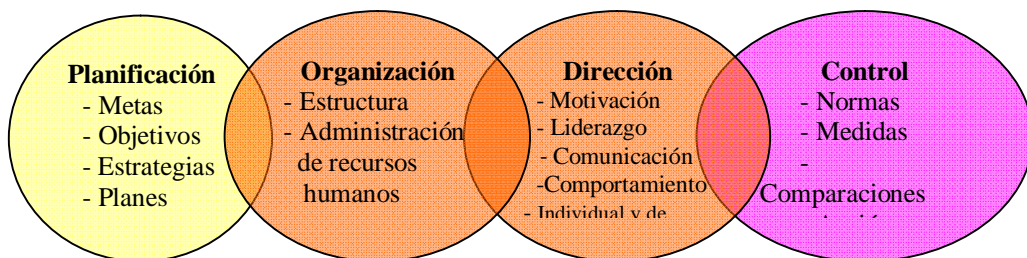 Planificación
- Metas
- Objetivos
- Estrategias
- Planes
Organización
- Estructura
- Administración
de recursos
humanos
Dirección
- Motivación
- Liderazgo
- Comunicación
-Comportamiento
- Individual y de
Control
- Normas
- Medidas
-
Comparaciones